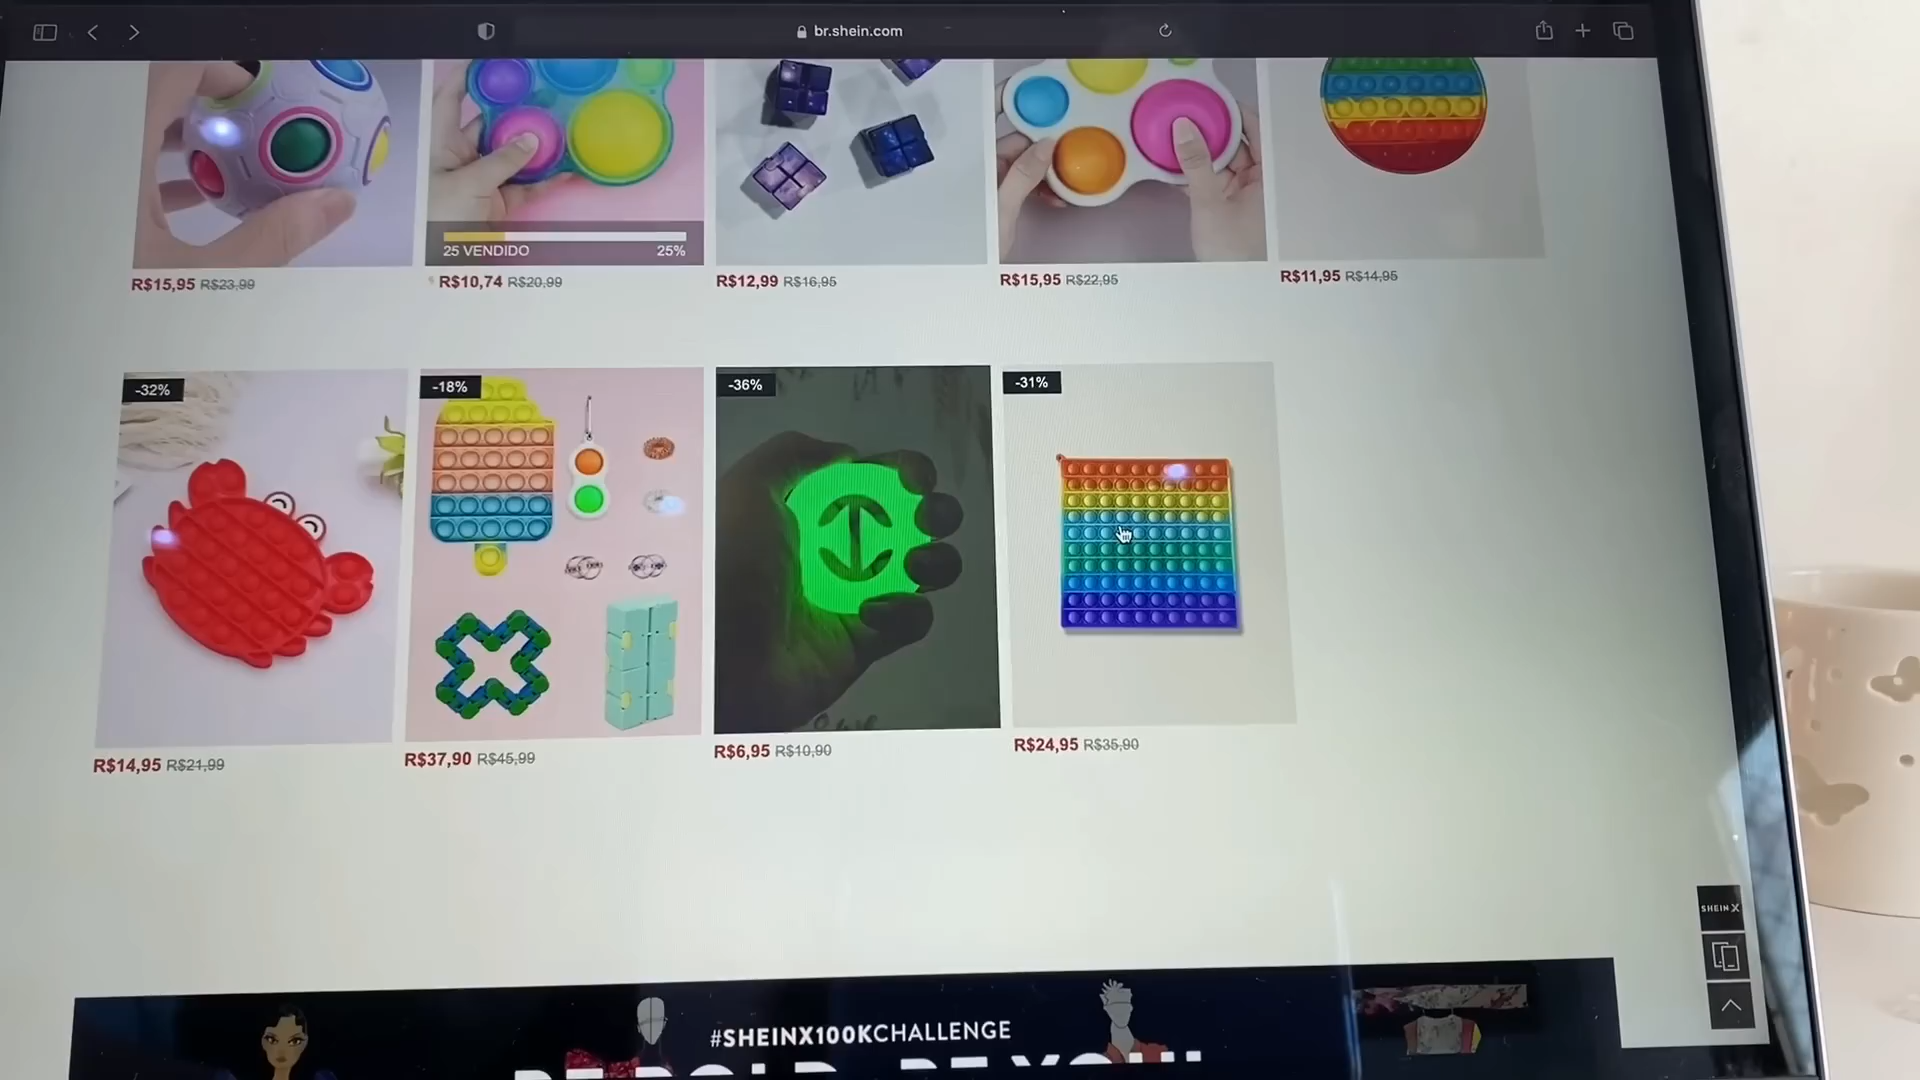 br.shein.com
25 VENDIDO 25%
R$15,95 R$23,99
R$10,74 R$20,99
R$12,99 R$16,95
R$15,95 R$22,95
R$11,95 R$14,95
-32%
-18%
-36%
-31%
R$14,95 R$21,99
R$37,90 R$45,99
R$6,95 R$10,90
R$24,95 R$35,90
SHEIN X
#SHEINX100KCHALLENGE